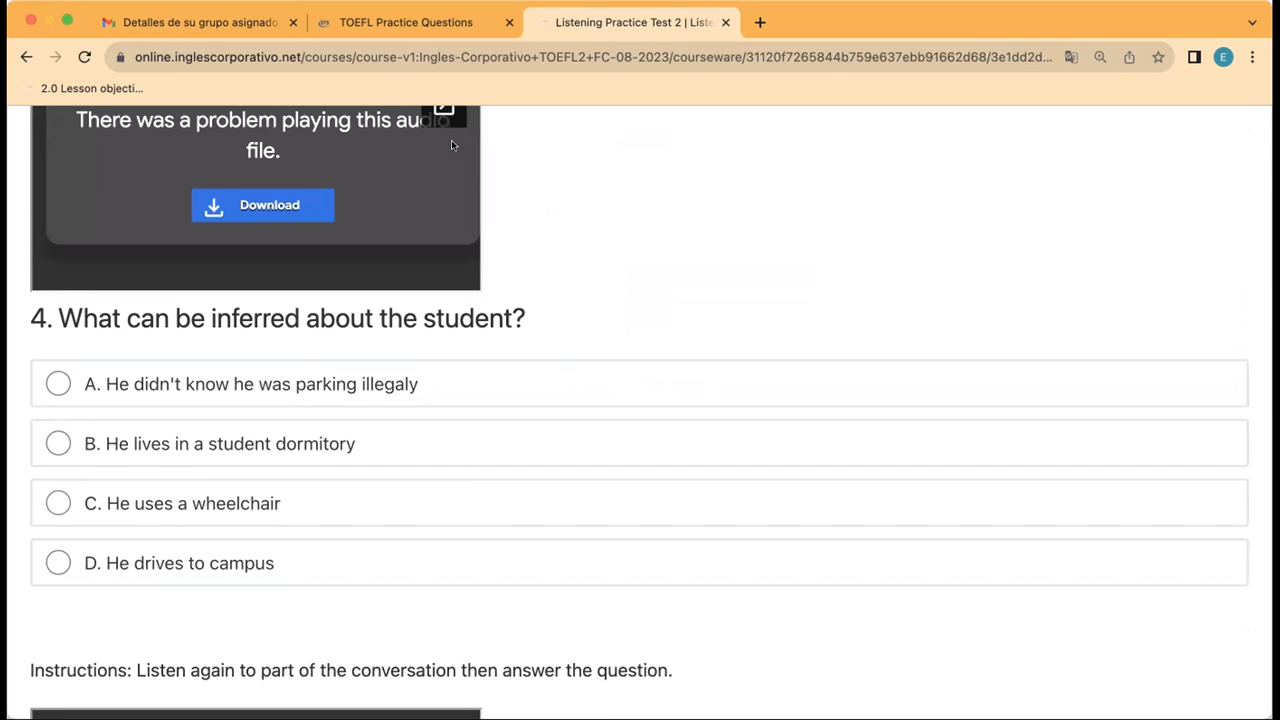 Detalles de su grupo asignado
TOEFL Practice Questions
Listening Practice Test 2 | Liste
online.inglescorporativo.net/courses/course-v1:Ingles-Corporativo+TOEFL2+FC-08-2023/courseware/31120f7265844b759e637ebb91662d68/3e1dd2d...
E
2.0 Lesson objecti...
There was a problem playing this audio
file.
Download
4. What can be inferred about the student?
A. He didn't know he was parking illegaly
B. He lives in a student dormitory
C. He uses a wheelchair
D. He drives to campus
Instructions: Listen again to part of the conversation then answer the question.